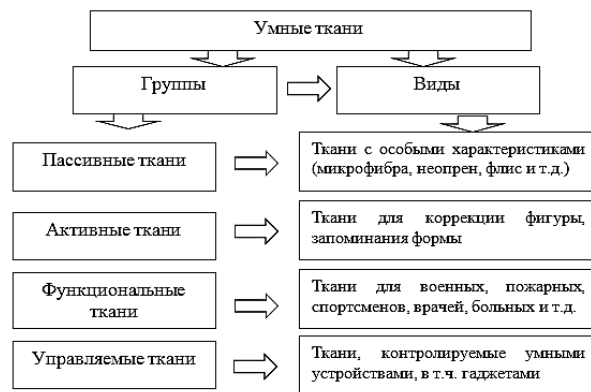 Умные ткани
Группы
Виды
Пассивные ткани
Ткани с особыми характеристиками
(микрофибра, неопрен, флис и т.д.)
Активные ткани
Ткани для коррекции фигуры,
запоминания формы
Функциональные
ткани
Ткани для военных, пожарных,
спортсменов, врачей, больных и т.д.
Управляемые ткани
Ткани, контролируемые умными
устройствами, в т.ч. гаджетами